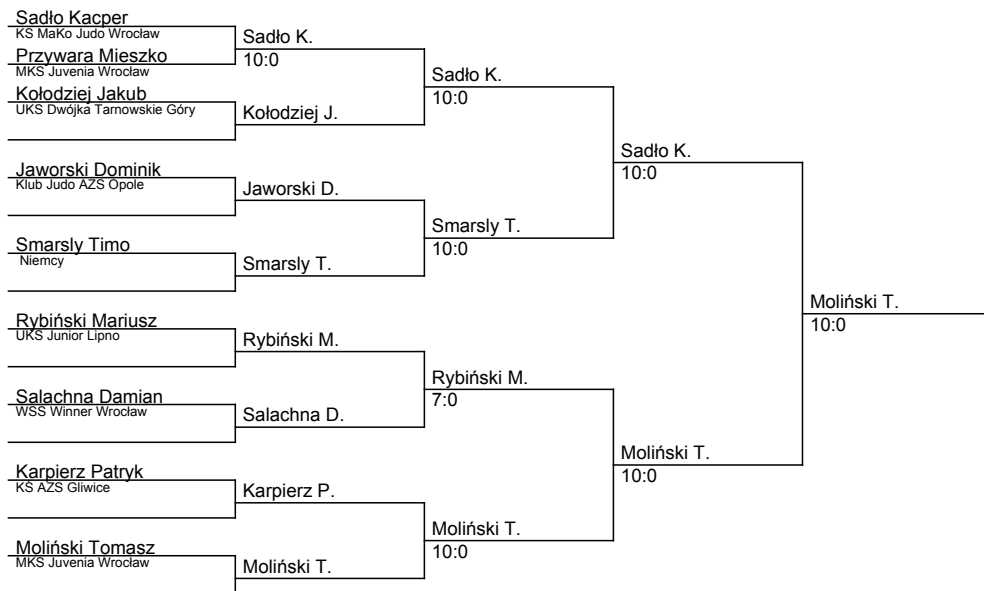 Sadło Kacper
KS MaKo Judo Wrocław
Przywara Mieszko
MKS Juvenia Wrocław
Kołodziej Jakub
UKS Dwójka Tarnowskie Góry
Jaworski Dominik
Klub Judo AZS Opole
Smarsly Timo
Niemcy
Rybiński Mariusz
UKS Junior Lipno
Salachna Damian
WSS Winner Wrocław
Karpierz Patryk
KŚ AZS Gliwice
Moliński Tomasz
MKS Juvenia Wrocław
Sadło K.
10:0
Kołodziej J.
Jaworski D.
Smarsly T.
Rybiński M.
Salachna D.
Karpierz P.
Moliński T.
Sadło K.
10:0
Smarsly T.
10:0
Rybiński M.
7:0
Moliński T.
10:0
Sadło K.
10:0
Moliński T.
10:0
Moliński T.
10:0